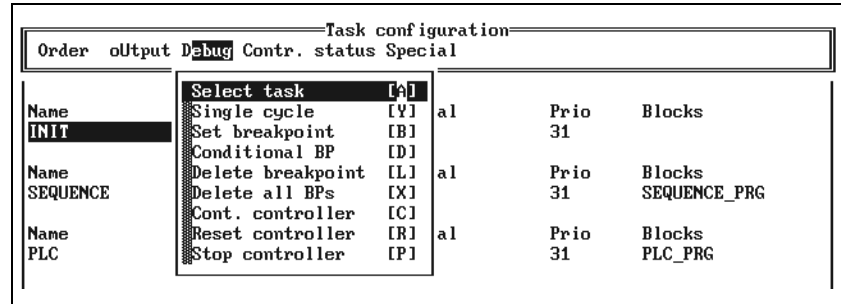 Task configuration
Order oUtput Debug Contr. status Special
Select task [A]
Name Single cycle [Y] al Prio Blocks
INIT Set breakpoint [B] 31
Conditional BP [D]
Name Delete breakpoint [L] al Prio Blocks
SEQUENCE Delete all BPs [X] 31 SEQUENCE_PRG
Cont. controller [C]
Name Reset controller [R] al Prio Blocks
PLC Stop controller [P] 31 PLC_PRG